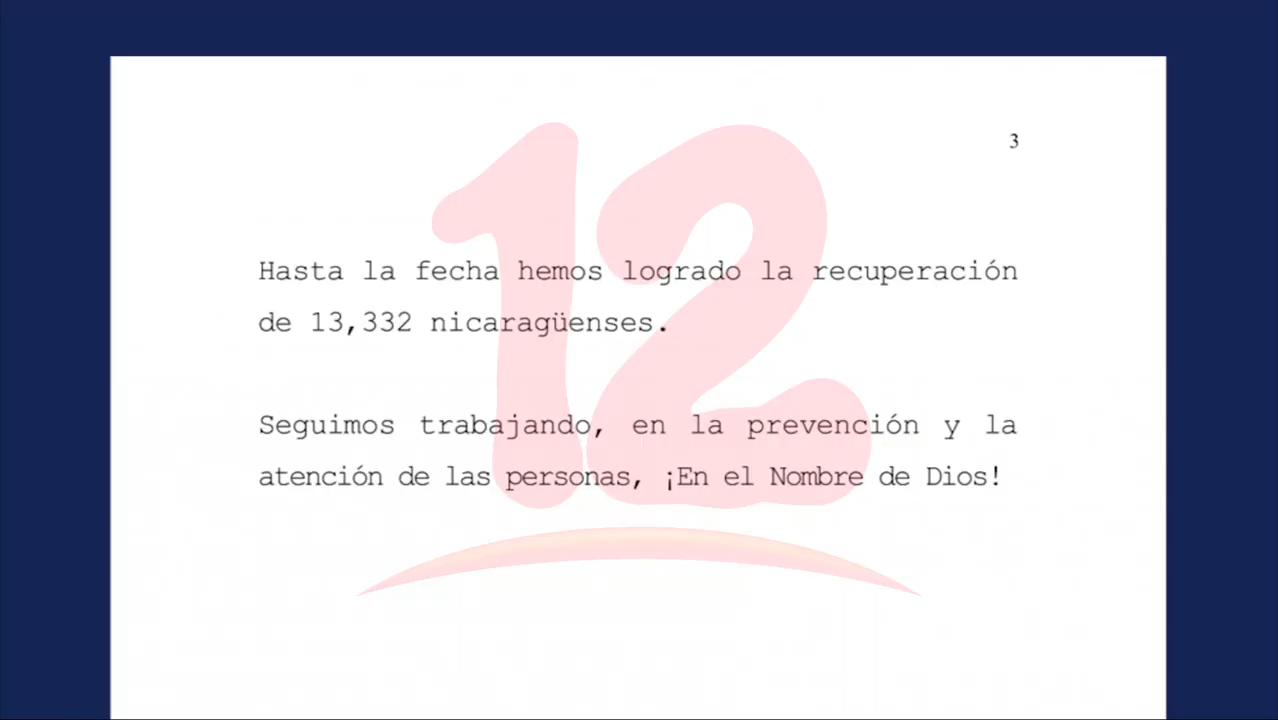 3
12
Hasta la fecha hemos logrado la recuperación
de 13,332 nicaragüenses.
Seguimos trabajando, en la prevención y la
atención de las personas, ¡En el Nombre de Dios!